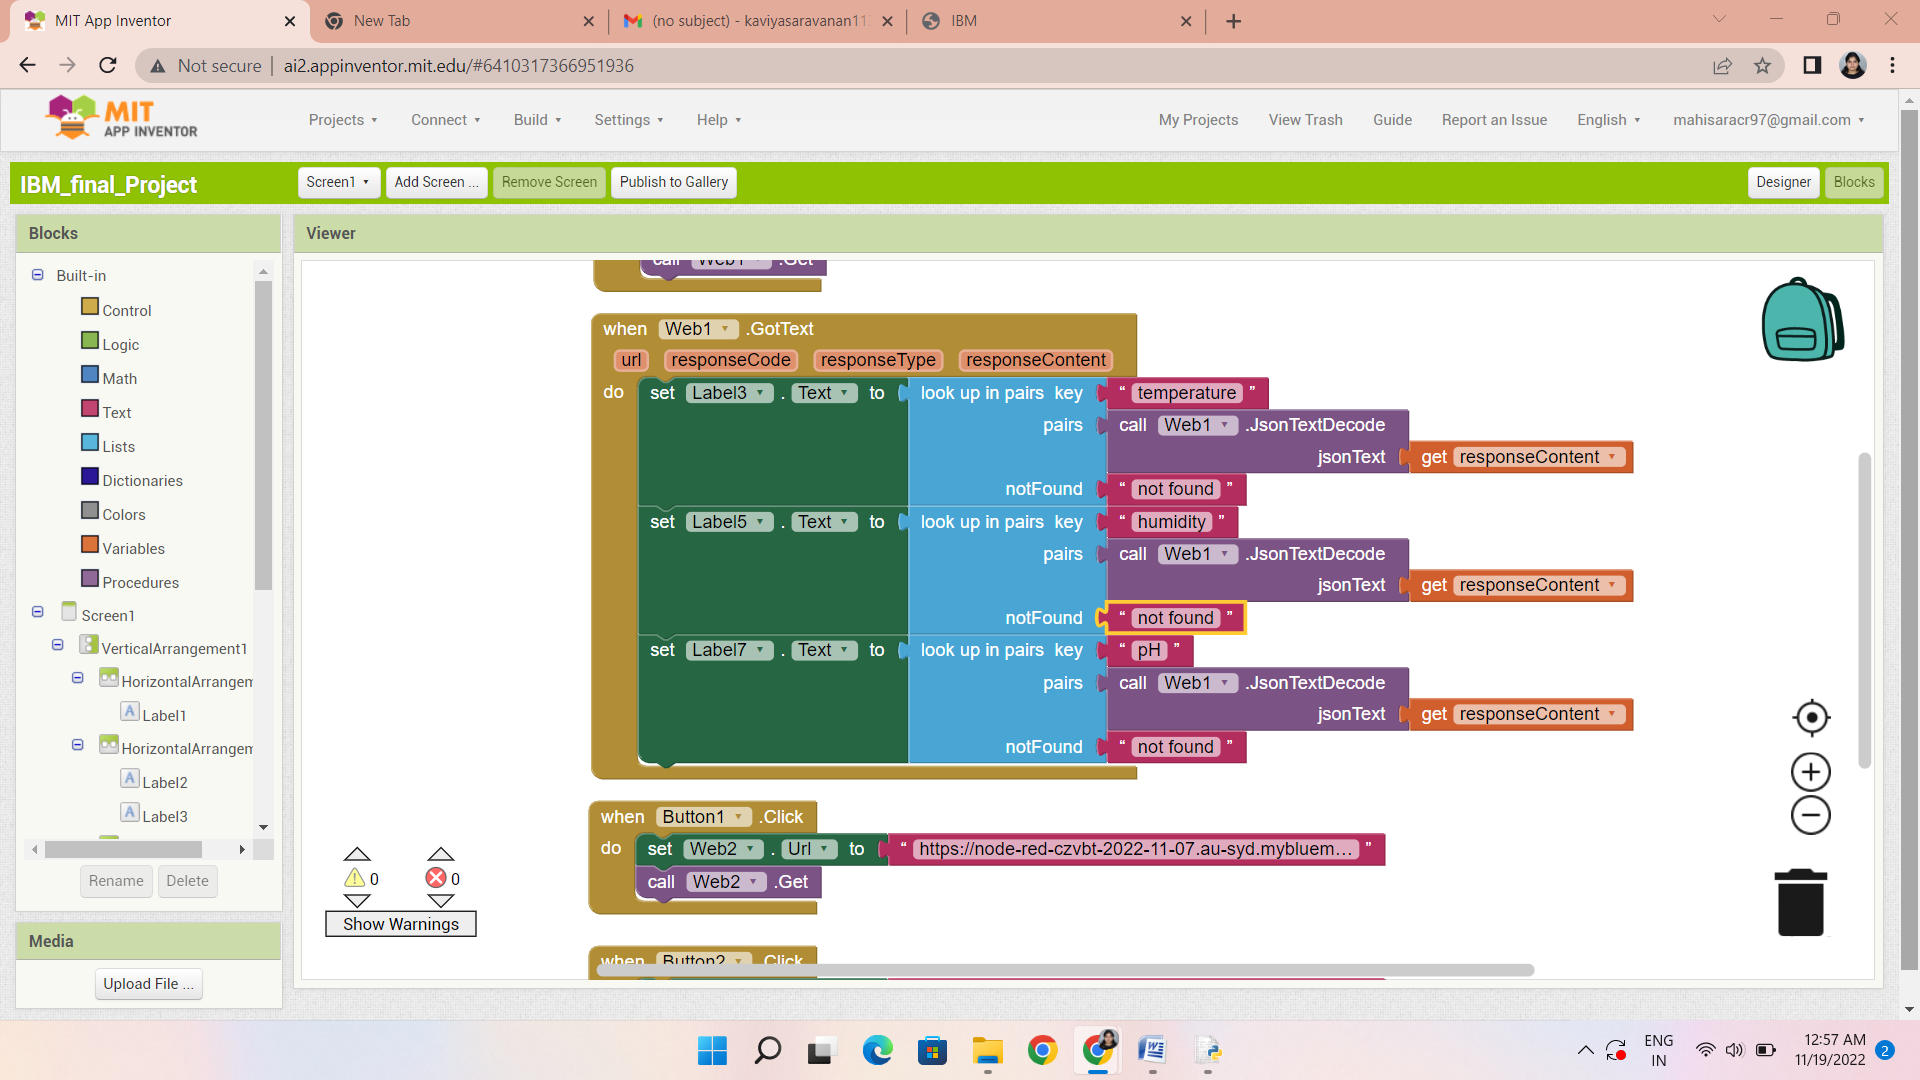 MIT App Inventor
New Tab
(no subject) - kaviyasaravanan11
IBM
Not secure
ai2.appinventor.mit.edu/#6410317366951936
MIT
APP INVENTOR
Projects
Connect
Build
Settings
Help
My Projects
View Trash
Guide
Report an Issue
English
mahisaracr97@gmail.com
IBM_final_Project
Screen1
Add Screen ...
Remove Screen
Publish to Gallery
Designer
Blocks
Blocks
Viewer
Built-in
Control
Logic
Math
Text
Lists
Dictionaries
Colors
Variables
Procedures
Screen1
VerticalArrangement1
HorizontalArrangem
Label1
HorizontalArrangem
Label2
Label3
Rename
Delete
Media
Upload File ...
call Web1 .Get
when Web1 .GotText
url responseCode responseType responseContent
do set Label3 . Text to look up in pairs key “ temperature ”
pairs call Web1 .JsonTextDecode
jsonText get responseContent
notFound “ not found ”
set Label5 . Text to look up in pairs key “ humidity ”
pairs call Web1 .JsonTextDecode
jsonText get responseContent
notFound “ not found ”
set Label7 . Text to look up in pairs key “ pH ”
pairs call Web1 .JsonTextDecode
jsonText get responseContent
notFound “ not found ”
when Button1 .Click
do set Web2 . Url to “ https://node-red-czvbt-2022-11-07.au-syd.mybluem... ”
call Web2 .Get
when Button2 .Click
0
0
Show Warnings
ENG
IN
12:57 AM
11/19/2022
2